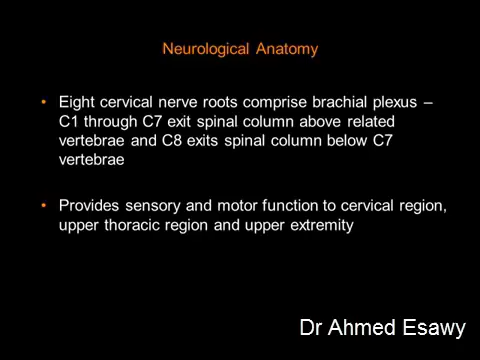 Neurological Anatomy
• Eight cervical nerve roots comprise brachial plexus –
C1 through C7 exit spinal column above related
vertebrae and C8 exits spinal column below C7
vertebrae
• Provides sensory and motor function to cervical region,
upper thoracic region and upper extremity
Dr Ahmed Esawy